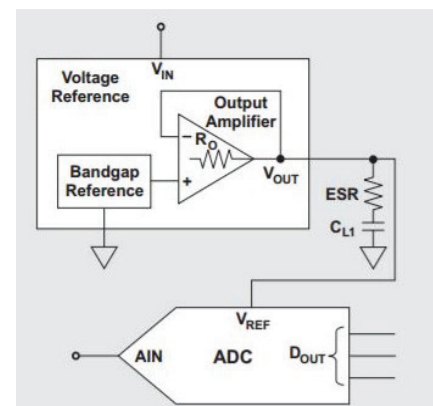 V_IN
Voltage
Reference
Output
Amplifier
−
R_O
Bandgap
Reference
+
V_OUT
ESR
C_L1
V_REF
AIN
ADC
D_OUT